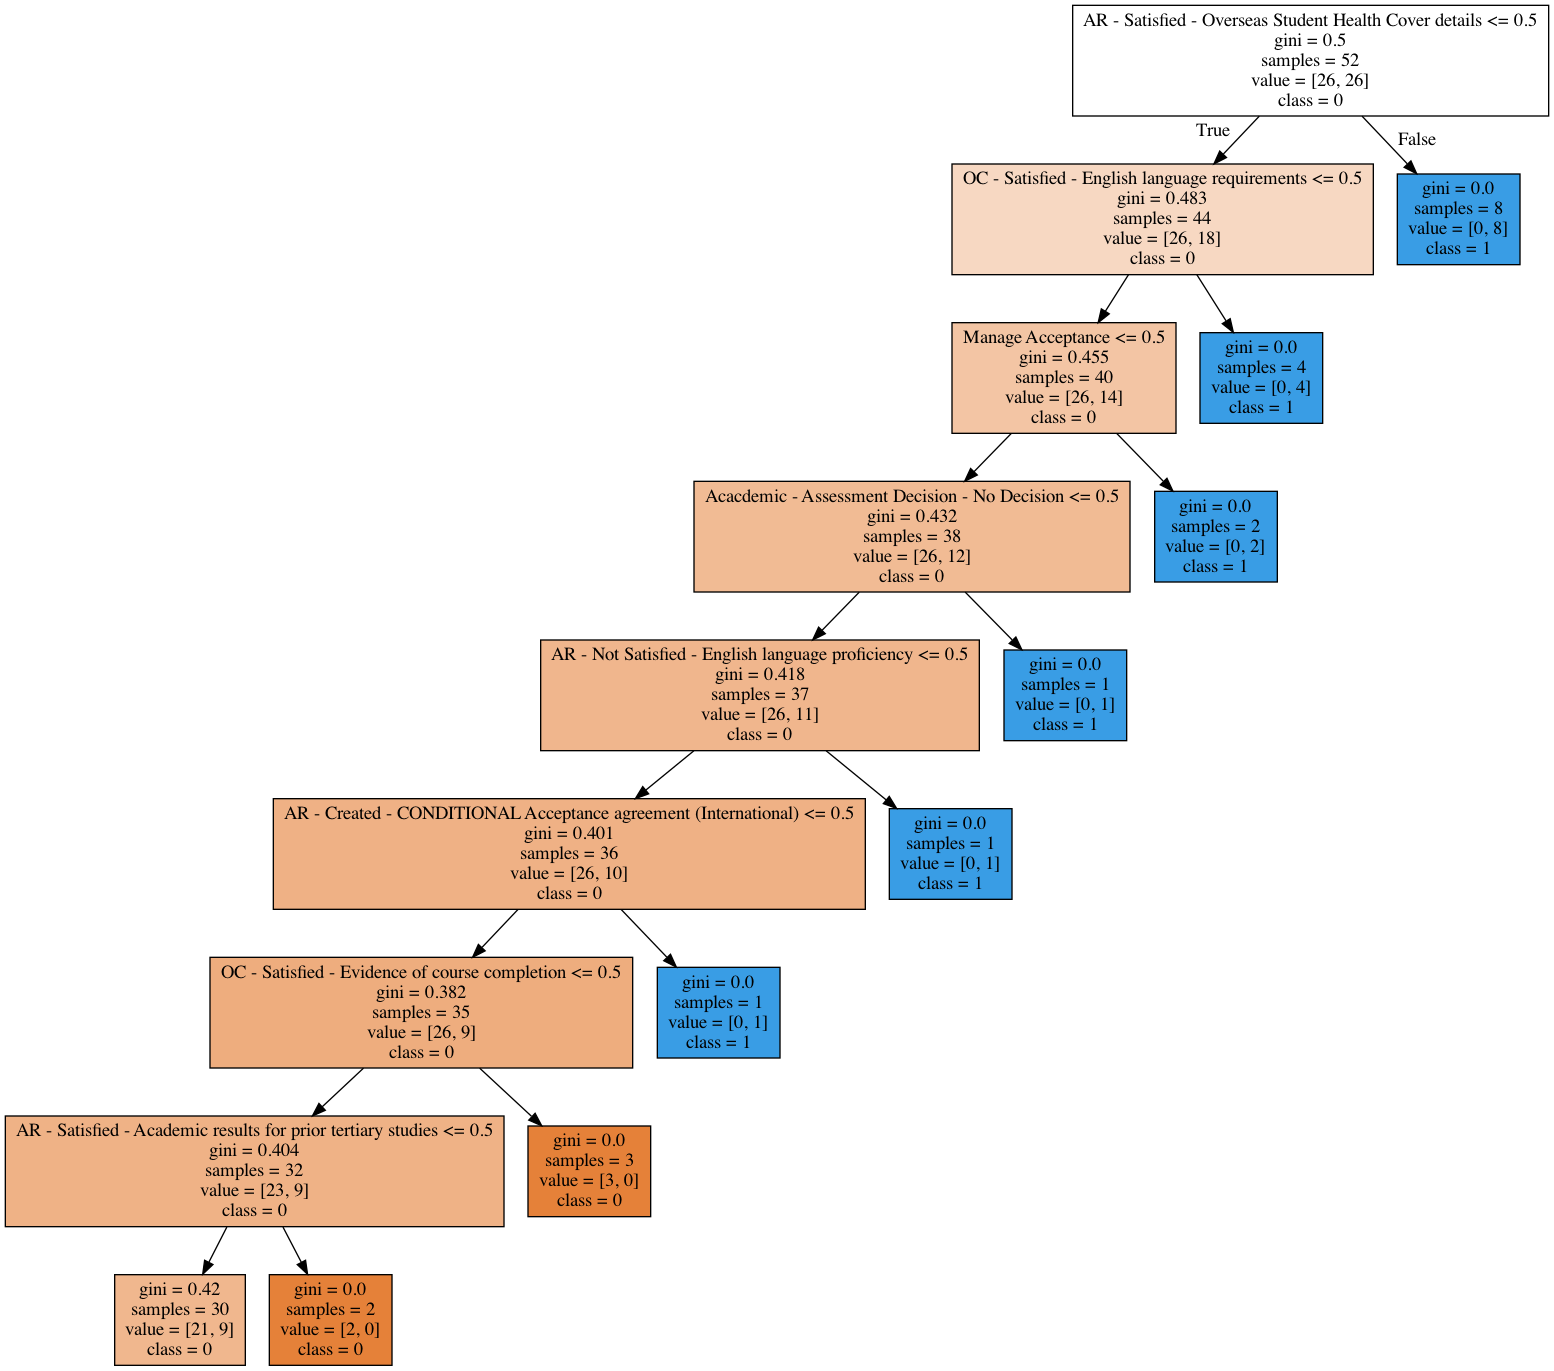 AR - Satisfied - Overseas Student Health Cover details <= 0.5
gini = 0.5
samples = 52
value = [26, 26]
class = 0
True
False
OC - Satisfied - English language requirements <= 0.5
gini = 0.483
samples = 44
value = [26, 18]
class = 0
gini = 0.0
samples = 8
value = [0, 8]
class = 1
Manage Acceptance <= 0.5
gini = 0.455
samples = 40
value = [26, 14]
class = 0
gini = 0.0
samples = 4
value = [0, 4]
class = 1
Acacdemic - Assessment Decision - No Decision <= 0.5
gini = 0.432
samples = 38
value = [26, 12]
class = 0
gini = 0.0
samples = 2
value = [0, 2]
class = 1
AR - Not Satisfied - English language proficiency <= 0.5
gini = 0.418
samples = 37
value = [26, 11]
class = 0
gini = 0.0
samples = 1
value = [0, 1]
class = 1
AR - Created - CONDITIONAL Acceptance agreement (International) <= 0.5
gini = 0.401
samples = 36
value = [26, 10]
class = 0
gini = 0.0
samples = 1
value = [0, 1]
class = 1
OC - Satisfied - Evidence of course completion <= 0.5
gini = 0.382
samples = 35
value = [26, 9]
class = 0
gini = 0.0
samples = 1
value = [0, 1]
class = 1
AR - Satisfied - Academic results for prior tertiary studies <= 0.5
gini = 0.404
samples = 32
value = [23, 9]
class = 0
gini = 0.0
samples = 3
value = [3, 0]
class = 0
gini = 0.42
samples = 30
value = [21, 9]
class = 0
gini = 0.0
samples = 2
value = [2, 0]
class = 0